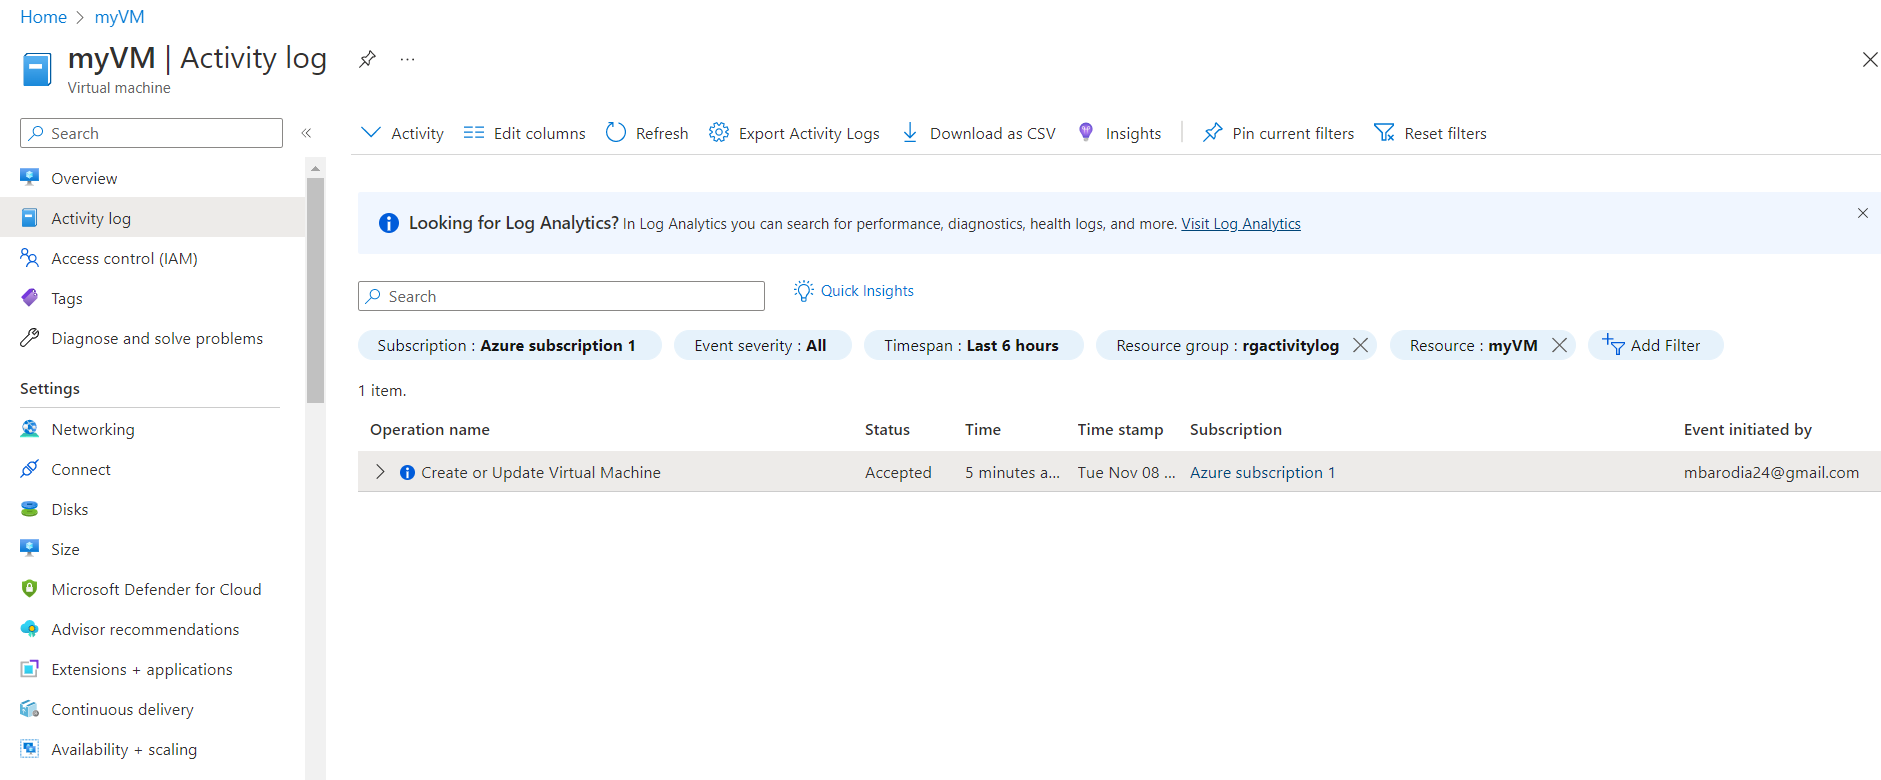 Home > myVM
myVM | Activity log ...
Virtual machine
Search «
Overview
Activity log
Access control (IAM)
Tags
Diagnose and solve problems
Settings
Networking
Connect
Disks
Size
Microsoft Defender for Cloud
Advisor recommendations
Extensions + applications
Continuous delivery
Availability + scaling
Activity Edit columns Refresh Export Activity Logs Download as CSV Insights Pin current filters Reset filters
Looking for Log Analytics? In Log Analytics you can search for performance, diagnostics, health logs, and more. Visit Log Analytics
Search Quick Insights
Subscription : Azure subscription 1 Event severity : All Timespan : Last 6 hours Resource group : rgactivitylog Resource : myVM Add Filter
1 item.
Operation name Status Time Time stamp Subscription Event initiated by
Create or Update Virtual Machine Accepted 5 minutes a... Tue Nov 08 ... Azure subscription 1 mbarodia24@gmail.com